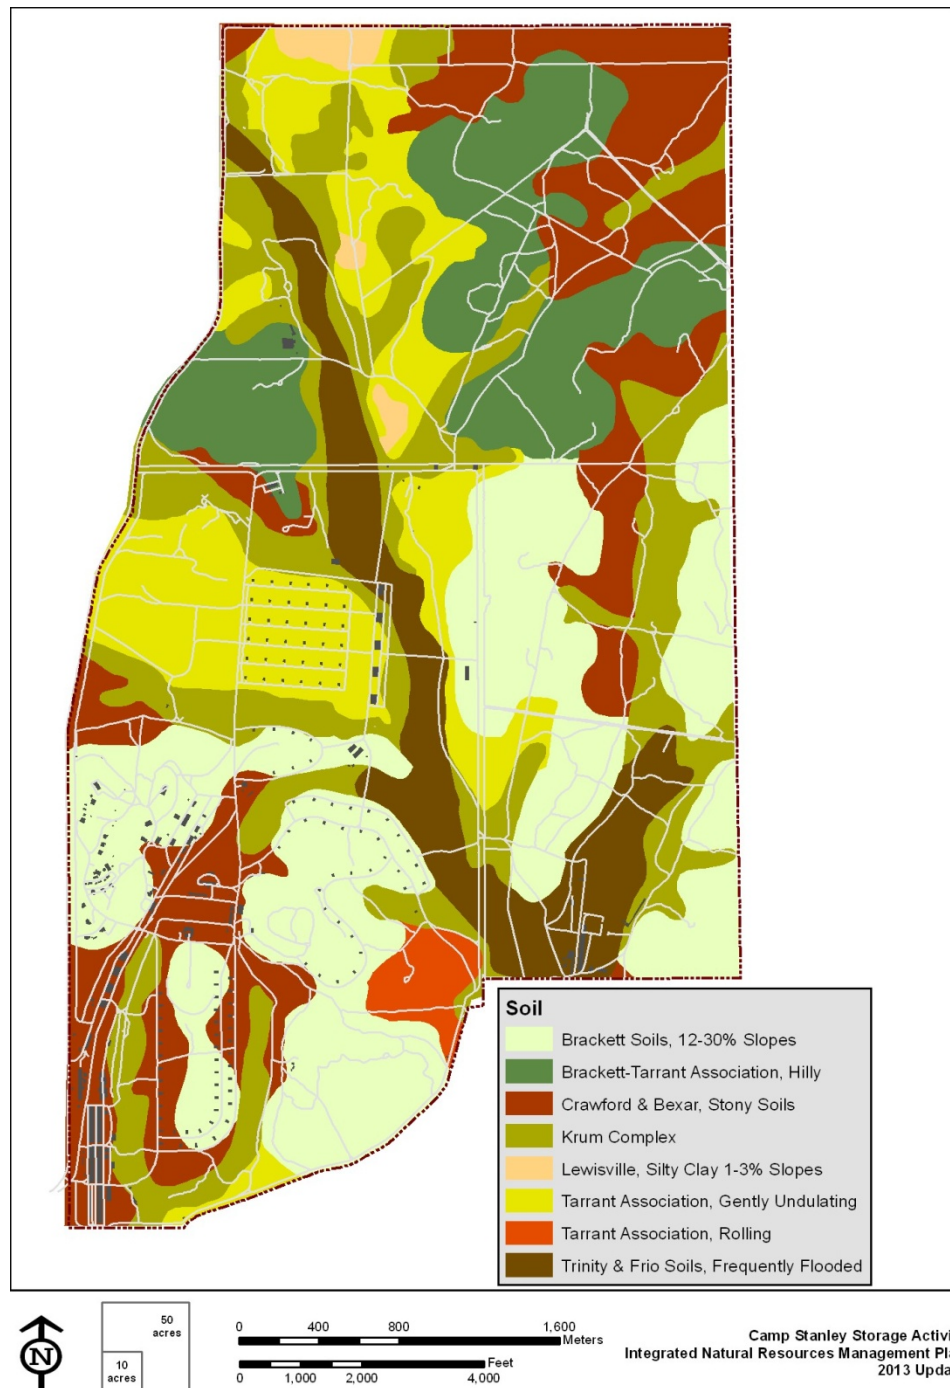 Soil
Brackett Soils, 12-30% Slopes
Brackett-Tarrant Association, Hilly
Crawford & Bexar, Stony Soils
Krum Complex
Lewisville, Silty Clay 1-3% Slopes
Tarrant Association, Gently Undulating
Tarrant Association, Rolling
Trinity & Frio Soils, Frequently Flooded
N
50
acres
10
acres
0 400 800 1,600
Meters
Feet
0 1,000 2,000 4,000
Camp Stanley Storage Activi
Integrated Natural Resources Management Pla
2013 Upda